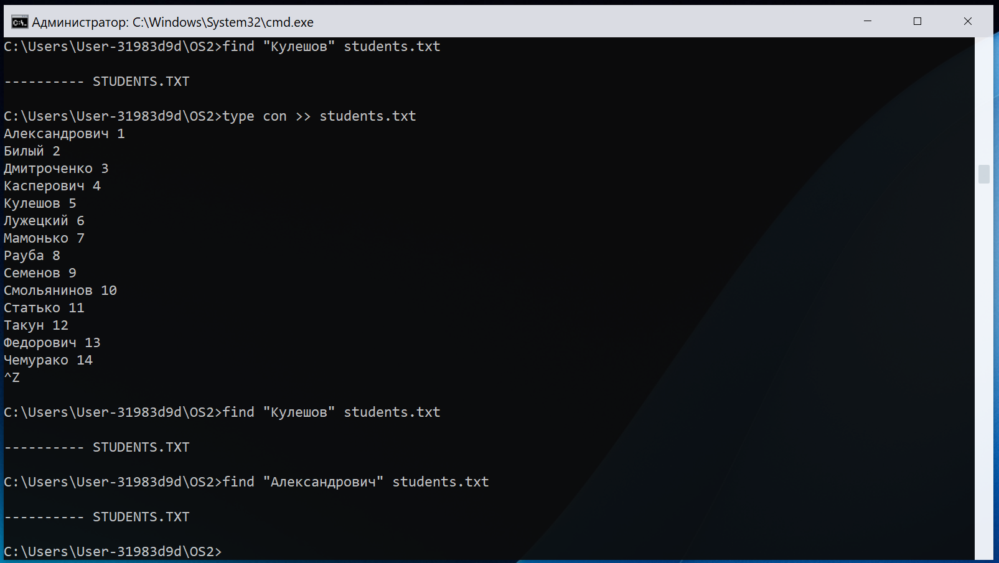 Администратор: C:\Windows\System32\cmd.exe
C:\Users\User-31983d9d\OS2>find "Кулешов" students.txt
---------- STUDENTS.TXT
C:\Users\User-31983d9d\OS2>type con >> students.txt
Александрович 1
Билый 2
Дмитроченко 3
Касперович 4
Кулешов 5
Лужецкий 6
Мамонько 7
Рауба 8
Семенов 9
Смольянинов 10
Статько 11
Такун 12
Федорович 13
Чемурако 14
^Z
C:\Users\User-31983d9d\OS2>find "Кулешов" students.txt
---------- STUDENTS.TXT
C:\Users\User-31983d9d\OS2>find "Александрович" students.txt
---------- STUDENTS.TXT
C:\Users\User-31983d9d\OS2>